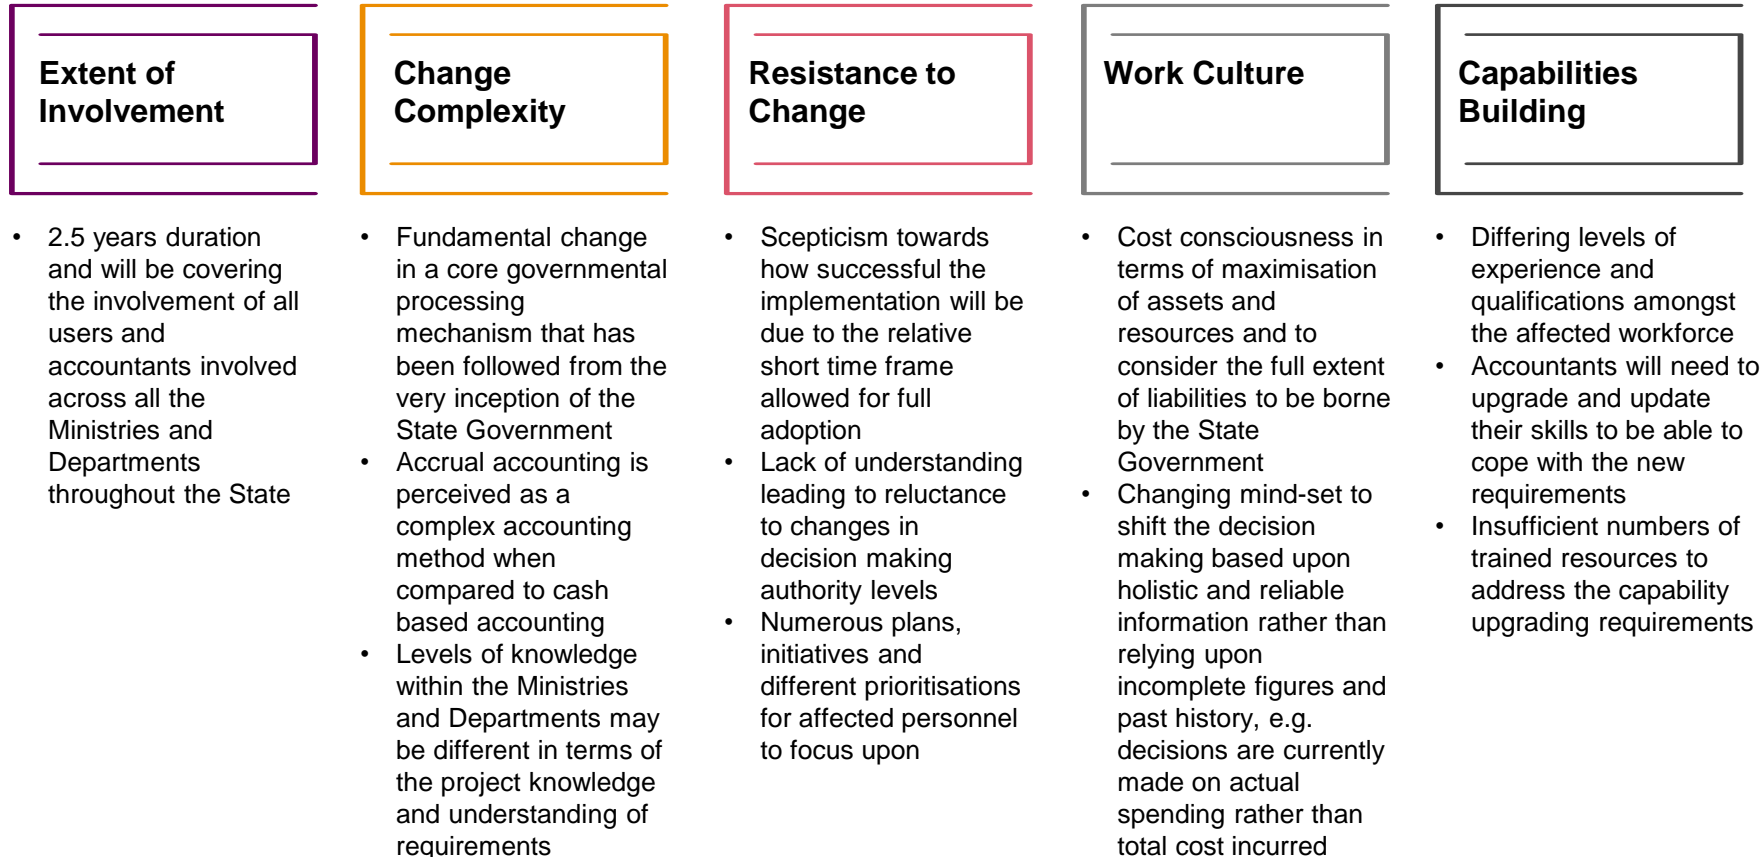 Extent of
Involvement
• 2.5 years duration
and will be covering
the involvement of all
users and
accountants involved
across all the
Ministries and
Departments
throughout the State
Change
Complexity
• Fundamental change
in a core governmental
processing
mechanism that has
been followed from the
very inception of the
State Government
• Accrual accounting is
perceived as a
complex accounting
method when
compared to cash
based accounting
• Levels of knowledge
within the Ministries
and Departments may
be different in terms of
the project knowledge
and understanding of
requirements
Resistance to
Change
• Scepticism towards
how successful the
implementation will be
due to the relative
short time frame
allowed for full
adoption
• Lack of understanding
leading to reluctance
to changes in
decision making
authority levels
• Numerous plans,
initiatives and
different prioritisations
for affected personnel
to focus upon
Work Culture
• Cost consciousness in
terms of maximisation
of assets and
resources and to
consider the full extent
of liabilities to be borne
by the State
Government
• Changing mind-set to
shift the decision
making based upon
holistic and reliable
information rather than
relying upon
incomplete figures and
past history, e.g.
decisions are currently
made on actual
spending rather than
total cost incurred
Capabilities
Building
• Differing levels of
experience and
qualifications amongst
the affected workforce
• Accountants will need to
upgrade and update
their skills to be able to
cope with the new
requirements
• Insufficient numbers of
trained resources to
address the capability
upgrading requirements